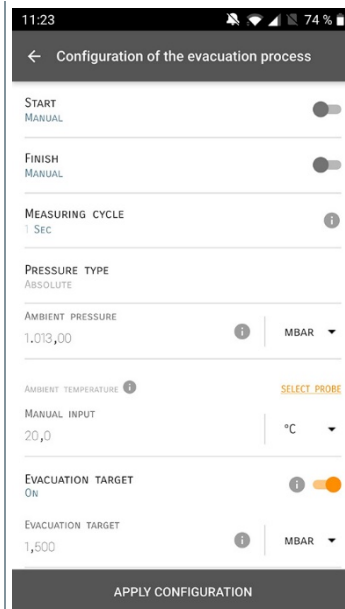 11:23
74 %
Configuration of the evacuation process
START
MANUAL
FINISH
MANUAL
MEASURING CYCLE
1 SEC
PRESSURE TYPE
ABSOLUTE
AMBIENT PRESSURE
1.013,00
MBAR
AMBIENT TEMPERATURE
SELECT PROBE
MANUAL INPUT
20,0
°C
EVACUATION TARGET
ON
EVACUATION TARGET
1,500
MBAR
APPLY CONFIGURATION